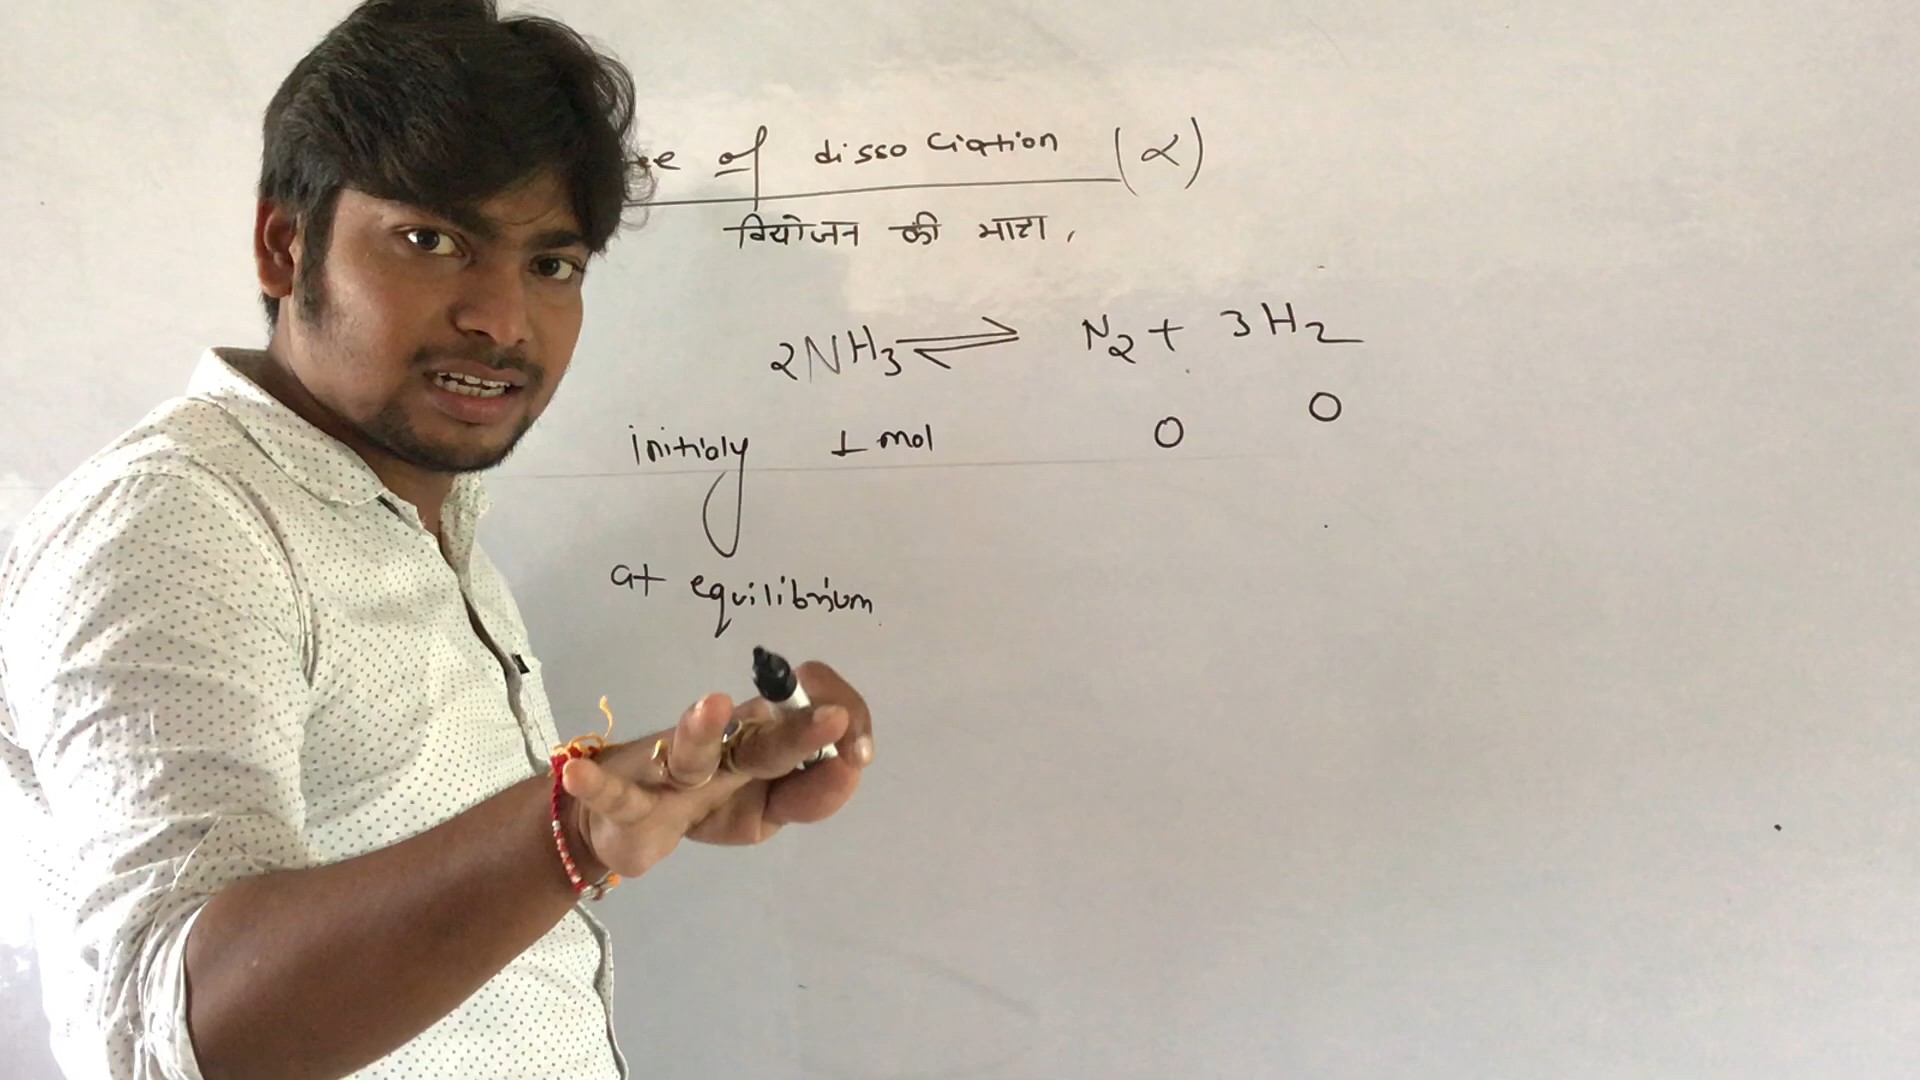 of dissociation (α)
वियोजन की मात्रा,
2NH3 ⇌ N2 + 3H2
initialy 1 mol 0 0
at equilibrium